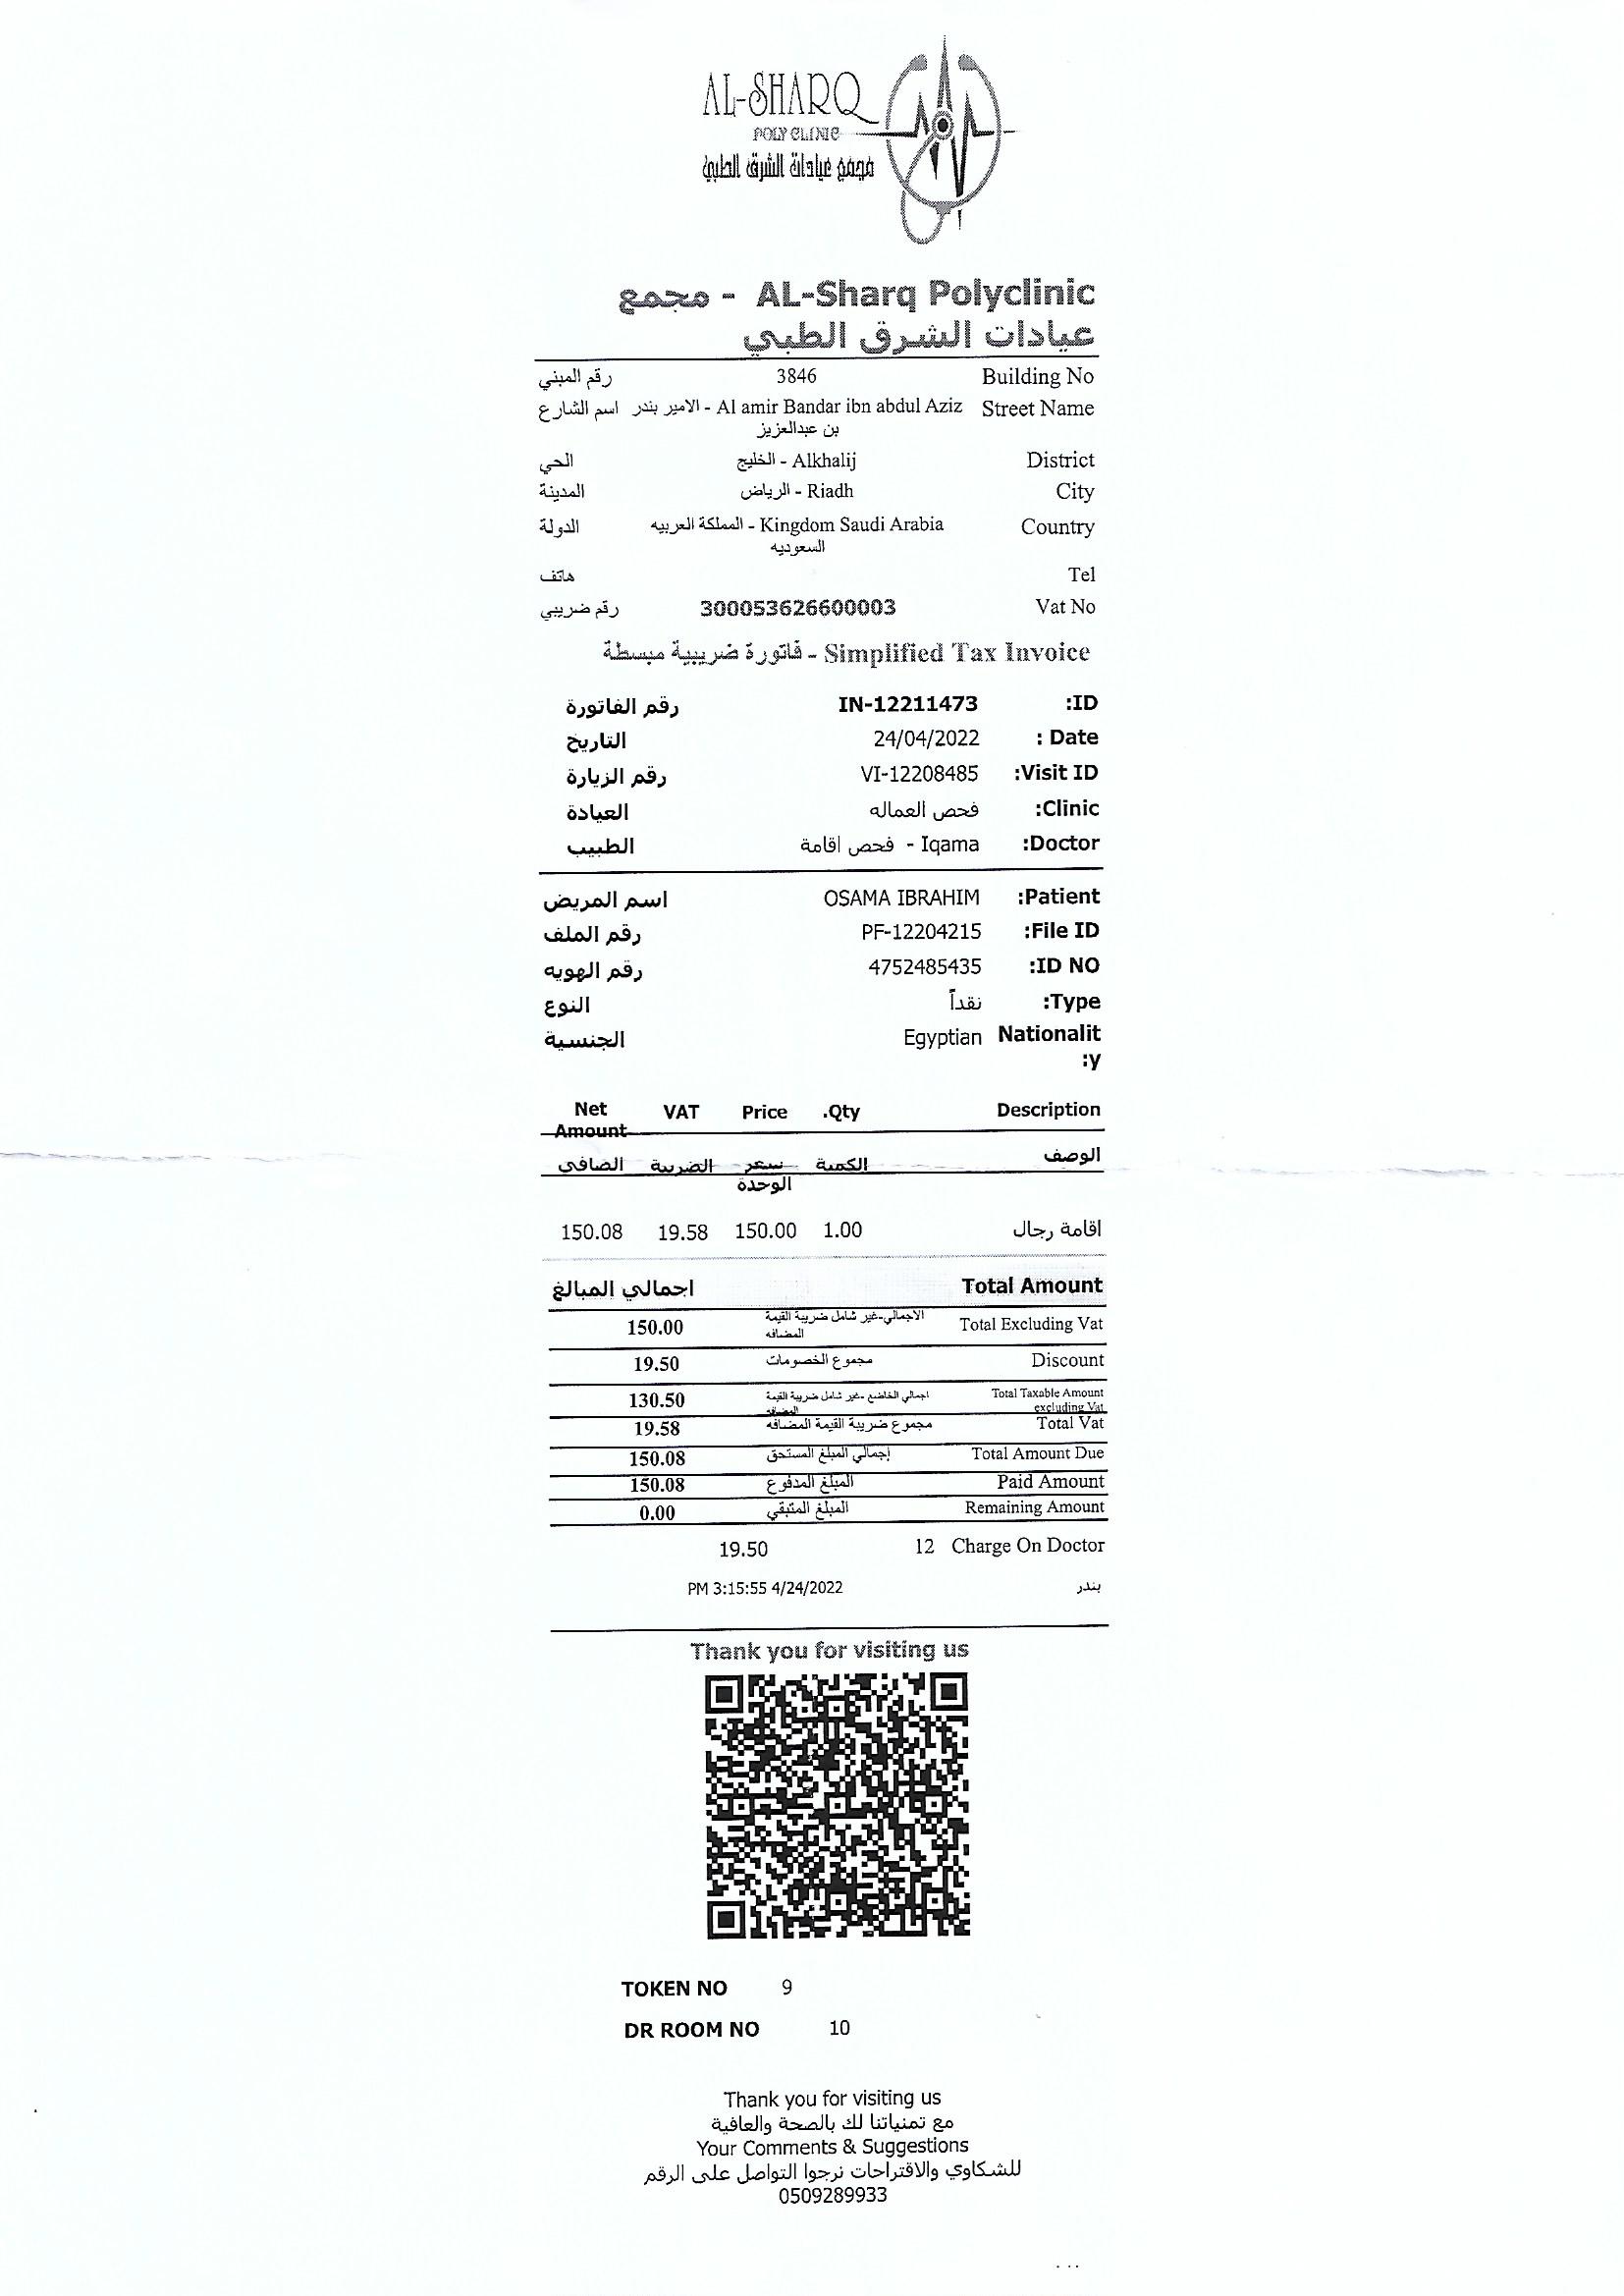 AL-SHARQ
POLY CLINIC
مجمع عيادات الشرق الطبي
AL-Sharq Polyclinic - مجمع
عيادات الشرق الطبي
Building No 3846 رقم المبني
Street Name Al amir Bandar ibn abdul Aziz - الامير بندر اسم الشارع
بن عبدالعزيز
District Alkhalij - الخليج الحي
City Riadh - الرياض المدينة
Country Kingdom Saudi Arabia - المملكة العربيه الدولة
السعوديه
Tel هاتف
Vat No 300053626600003 رقم ضريبي
Simplified Tax Invoice - فاتورة ضريبية مبسطة
ID: IN-12211473 رقم الفاتورة
Date : 24/04/2022 التاريخ
Visit ID: VI-12208485 رقم الزيارة
Clinic: فحص العماله العيادة
Doctor: Iqama - فحص اقامة الطبيب
Patient: OSAMA IBRAHIM اسم المريض
File ID: PF-12204215 رقم الملف
ID NO: 4752485435 رقم الهويه
Type: نقداً النوع
Nationalit Egyptian الجنسية
y:
Description Qty. Price VAT Net
Amount
الوصف الكمية سعر الضريبة الصافي
الوحدة
اقامة رجال 1.00 150.00 19.58 150.08
Total Amount اجمالي المبالغ
Total Excluding Vat الاجمالي-غير شامل ضريبة القيمة 150.00
المضافه
Discount مجموع الخصومات 19.50
Total Taxable Amount اجمالي الخاضع -غير شامل ضريبة القيمة 130.50
excluding Vat المضافه
Total Vat مجموع ضريبة القيمة المضافه 19.58
Total Amount Due إجمالي المبلغ المستحق 150.08
Paid Amount المبلغ المدفوع 150.08
Remaining Amount المبلغ المتبقي 0.00
Charge On Doctor 12 19.50
بندر PM 3:15:55 4/24/2022
Thank you for visiting us
TOKEN NO 9
DR ROOM NO 10
Thank you for visiting us
مع تمنياتنا لك بالصحة والعافية
Your Comments & Suggestions
للشكاوي والاقتراحات نرجوا التواصل على الرقم
0509289933